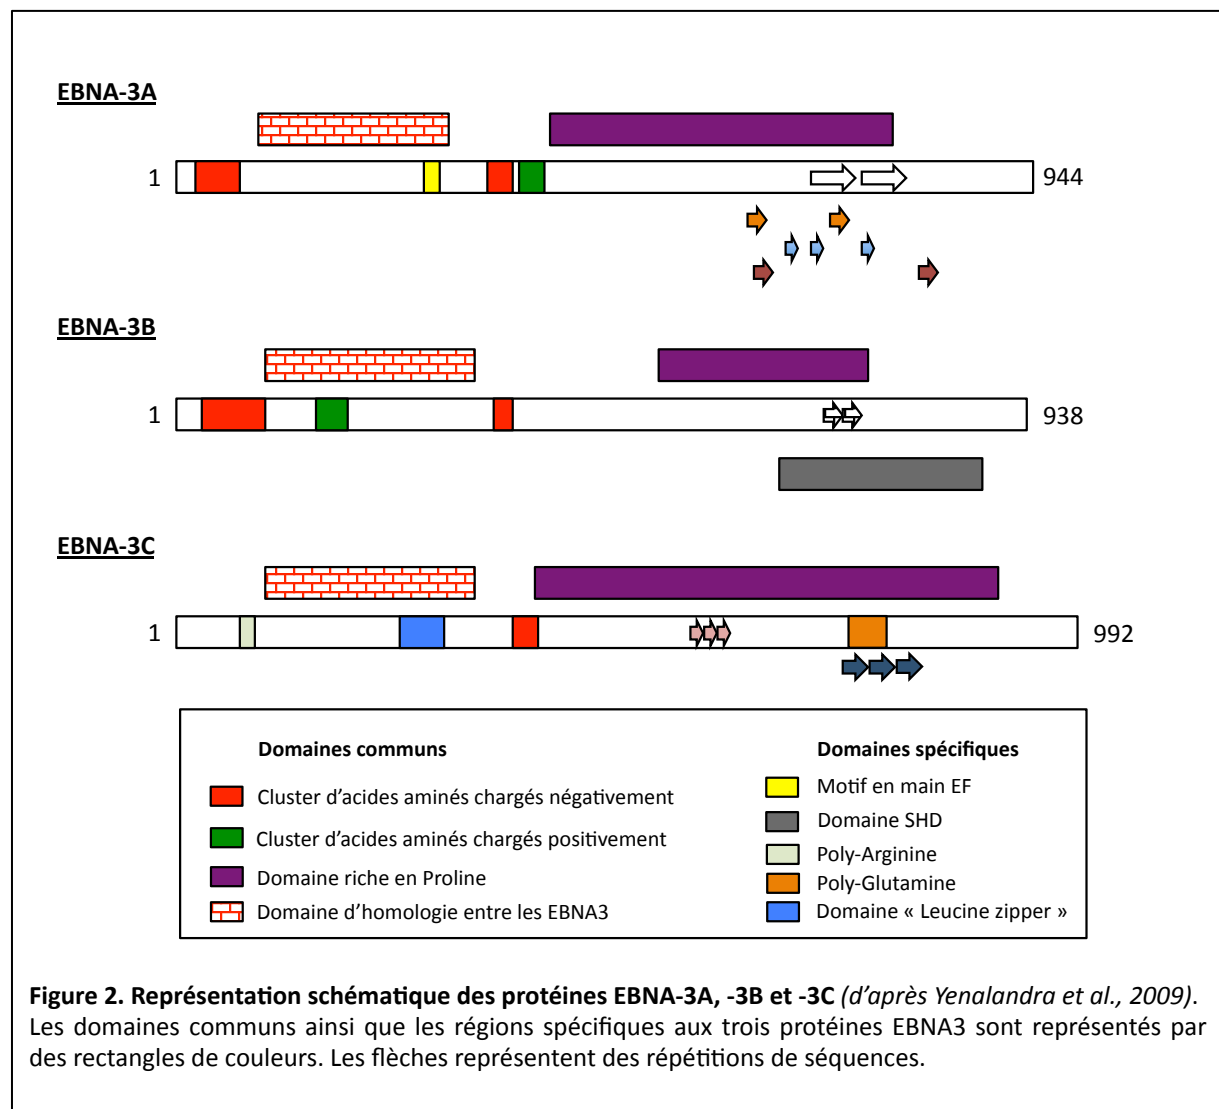 EBNA-3A
1
944
EBNA-3B
1
938
EBNA-3C
1
992
Domaines communs
Cluster d'acides aminés chargés négativement
Cluster d'acides aminés chargés positivement
Domaine riche en Proline
Domaine d'homologie entre les EBNA3
Domaines spécifiques
Motif en main EF
Domaine SHD
Poly-Arginine
Poly-Glutamine
Domaine « Leucine zipper »
Figure 2. Représentation schématique des protéines EBNA-3A, -3B et -3C (d'après Yenalandra et al., 2009).
Les domaines communs ainsi que les régions spécifiques aux trois protéines EBNA3 sont représentés par
des rectangles de couleurs. Les flèches représentent des répétitions de séquences.